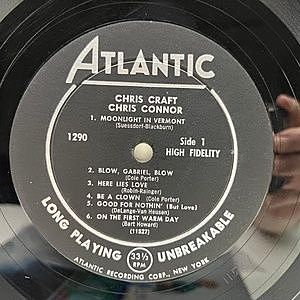 ATLANTIC
CHRIS CRAFT
CHRIS CONNOR
1. MOONLIGHT IN VERMONT
(Suessdorf-Blackburn)
1290
Side 1
HIGH FIDELITY
2. BLOW, GABRIEL, BLOW
(Cole Porter)
3. HERE LIES LOVE
(Robin-Rainger)
4. BE A CLOWN (Cole Porter)
5. GOOD FOR NOTHIN' (But Love)
(DeLange-Van Heusen)
6. ON THE FIRST WARM DAY
(Bart Howard)
(11827)
LONG PLAYING 33 1/3 RPM UNBREAKABLE
ATLANTIC RECORDING CORP., NEW YORK